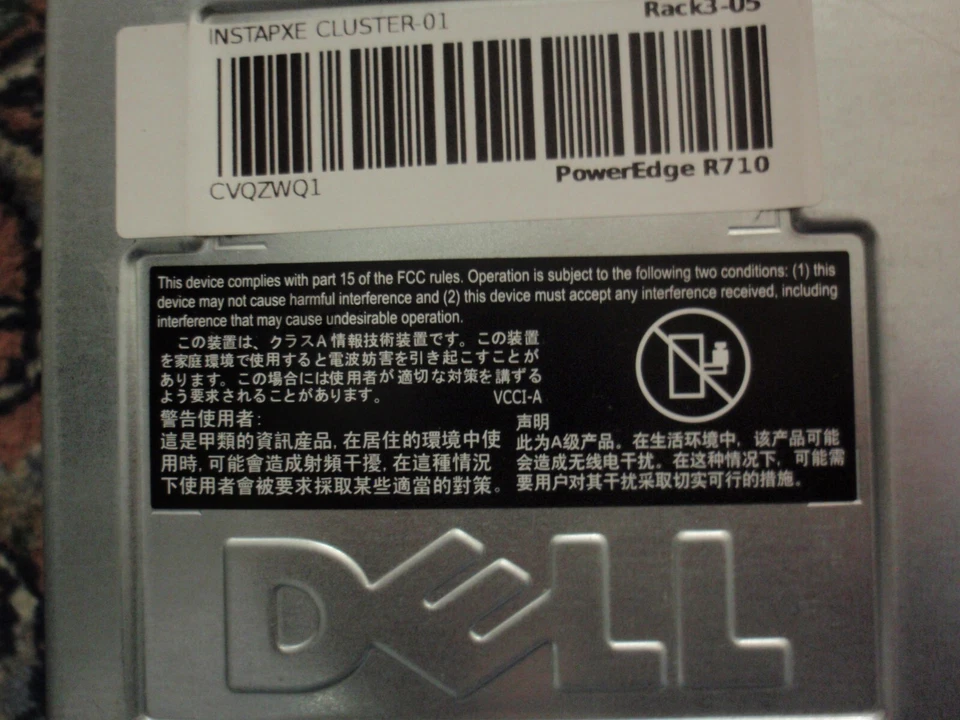 INSTAPXE CLUSTER-01
Rack3-05
CVQZWQ1
PowerEdge R710
This device complies with part 15 of the FCC rules. Operation is subject to the following two conditions: (1) this
device may not cause harmful interference and (2) this device must accept any interference received, including
interference that may cause undesirable operation.
この装置は、クラスA情報技術装置です。この装置
を家庭環境で使用すると電波妨害を引き起こすことが
あります。この場合には使用者が適切な対策を講ずる
よう要求されることがあります。
VCCI-A
警告使用者:
這是甲類的資訊産品, 在居住的環境中使
用時, 可能會造成射頻干擾, 在這種情況
下使用者會被要求採取某些適當的對策。
声明
此为A级产品。在生活环境中, 该产品可能
会造成无线电干扰。在这种情况下, 可能需
要用户对其干扰采取切实可行的措施。
DELL